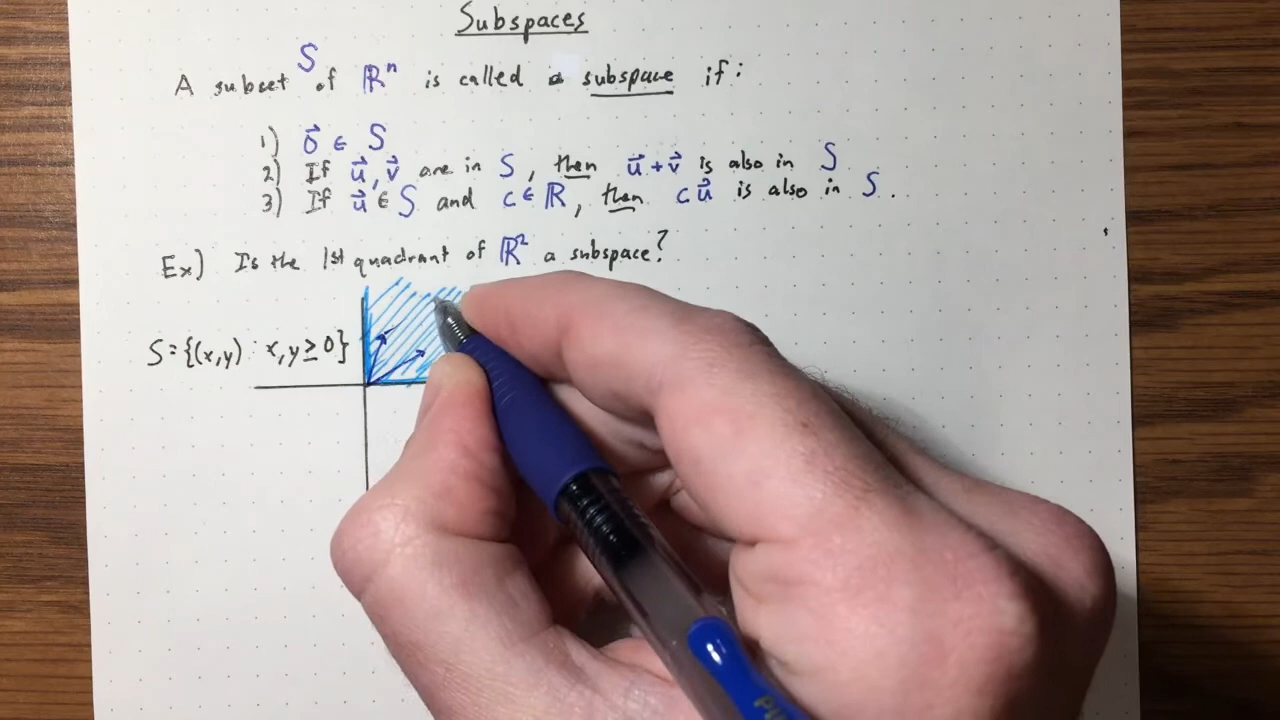 Subspaces
A subset S of ℝⁿ is called a subspace if:
1) 0⃗ ∈ S
2) If u⃗, v⃗ are in S, then u⃗ + v⃗ is also in S
3) If u⃗ ∈ S and c ∈ ℝ, then c u⃗ is also in S.
Ex) Is the 1st quadrant of ℝ² a subspace?
S = {(x,y) : x, y ≥ 0}